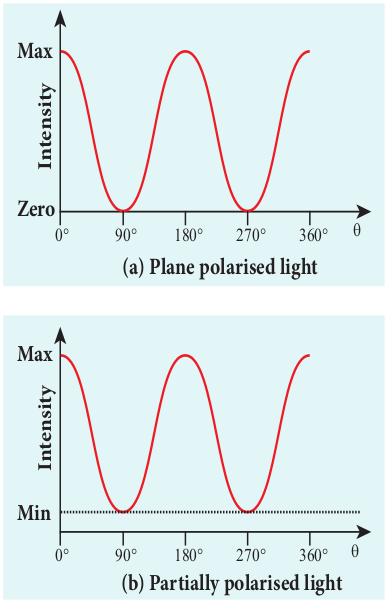 Max
Intensity
Zero
0° 90° 180° 270° 360° θ
(a) Plane polarised light
Max
Intensity
Min
0° 90° 180° 270° 360° θ
(b) Partially polarised light